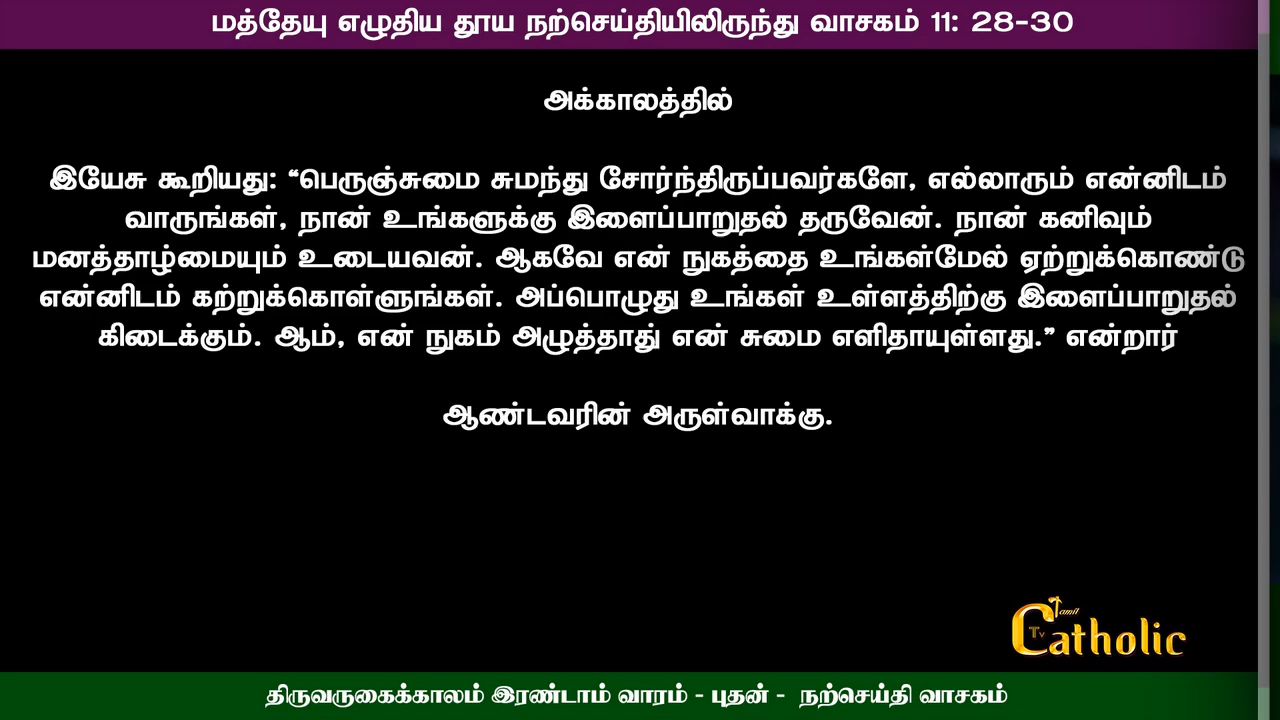 மத்தேயு எழுதிய தூய நற்செய்தியிலிருந்து வாசகம் 11: 28-30
அக்காலத்தில்
இயேசு கூறியது: “பெருஞ்சுமை சுமந்து சோர்ந்திருப்பவர்களே, எல்லாரும் என்னிடம்
வாருங்கள், நான் உங்களுக்கு இளைப்பாறுதல் தருவேன். நான் கனிவும்
மனத்தாழ்மையும் உடையவன். ஆகவே என் நுகத்தை உங்கள்மேல் ஏற்றுக்கொண்டு
என்னிடம் கற்றுக்கொள்ளுங்கள். அப்பொழுது உங்கள் உள்ளத்திற்கு இளைப்பாறுதல்
கிடைக்கும். ஆம், என் நுகம் அழுத்தாது் என் சுமை எளிதாயுள்ளது.” என்றார்
ஆண்டவரின் அருள்வாக்கு.
Tamil
Catholic
Tv
திருவருகைக்காலம் இரண்டாம் வாரம் - புதன் - நற்செய்தி வாசகம்